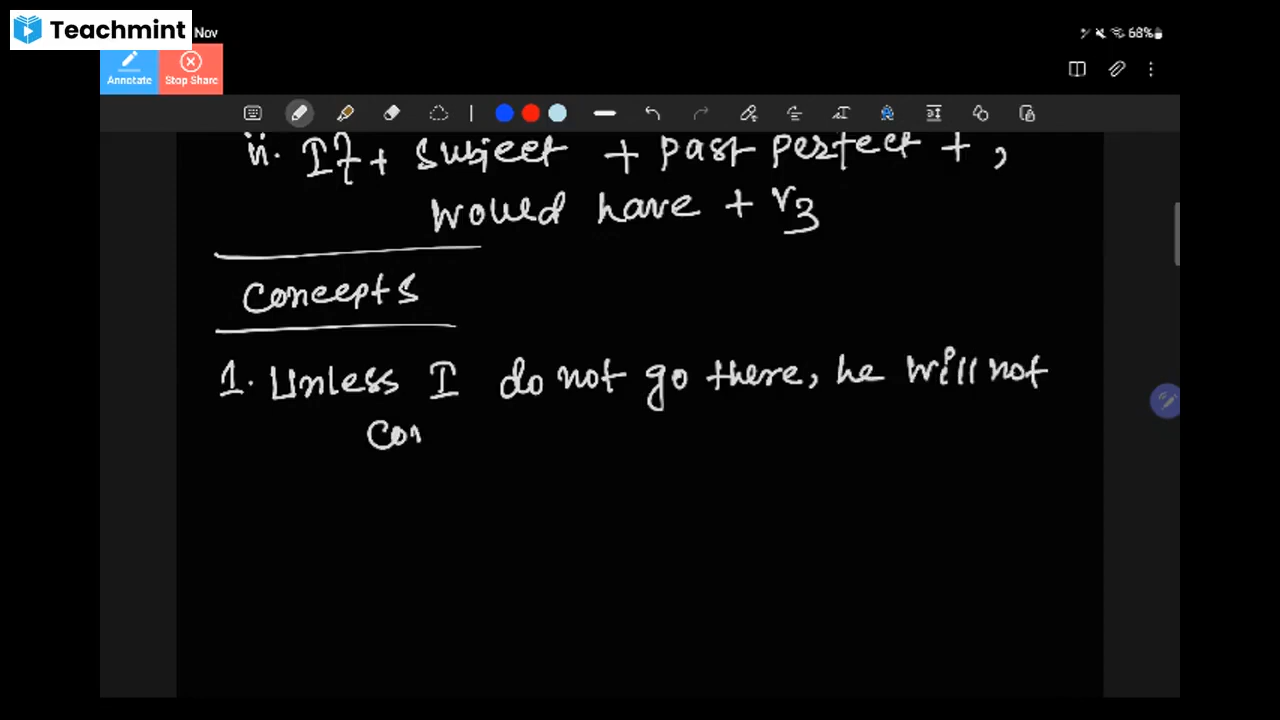 Teachmint
Nov
68%
Annotate
Stop Share
ii. If + subject + past perfect + ,
would have + v3
Concepts
1. Unless I do not go there, he will not